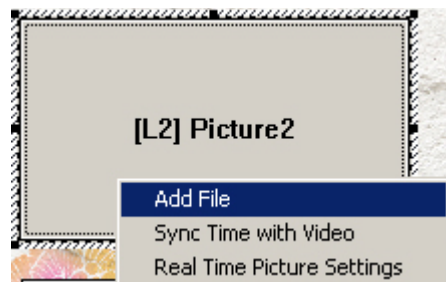 [L2] Picture2
Add File
Sync Time with Video
Real Time Picture Settings